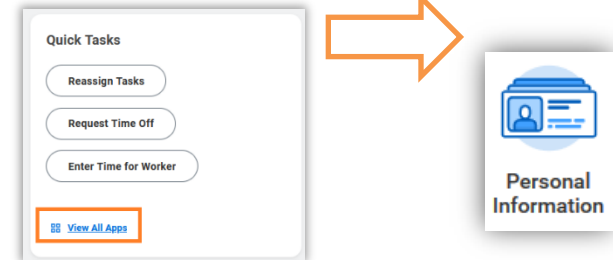 Quick Tasks
Reassign Tasks
Request Time Off
Enter Time for Worker
View All Apps
Personal
Information